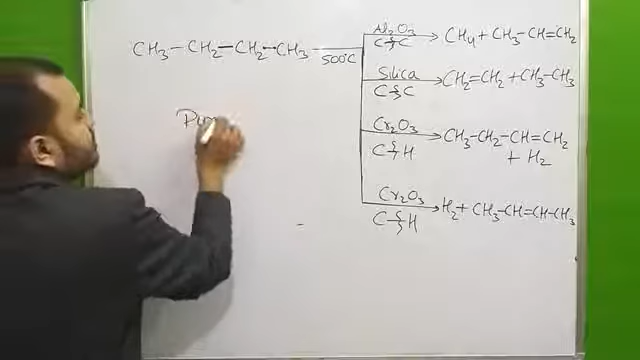 CH3-CH2-CH2-CH3
500°C
Al2O3
C-C
CH4 + CH3-CH=CH2
Silica
C-C
CH2=CH2 + CH3-CH3
Cr2O3
C-H
CH3-CH2-CH=CH2
+ H2
Cr2O3
C-H
H2 + CH3-CH=CH-CH3